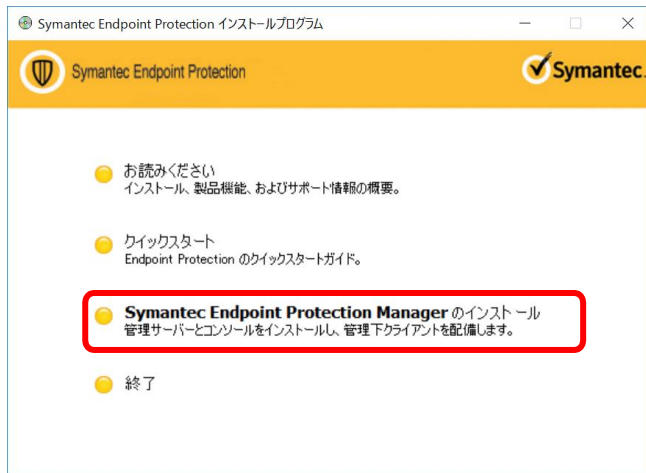 Symantec Endpoint Protection インストールプログラム
Symantec Endpoint Protection
Symantec.
お読みください
インストール、製品機能、およびサポート情報の概要。
クイックスタート
Endpoint Protection のクイックスタートガイド。
Symantec Endpoint Protection Manager のインストール
管理サーバーとコンソールをインストールし、管理下クライアントを配備します。
終了